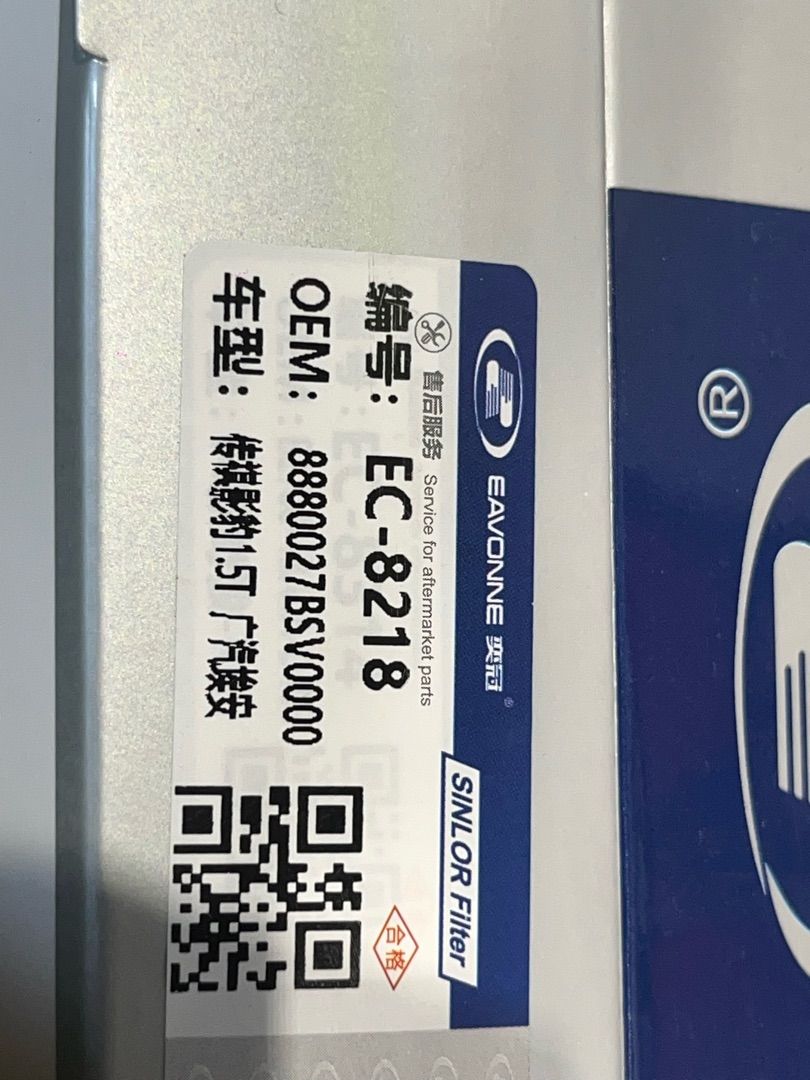 EAVONNE 奕冠®
SINLOR Filter
售后服务 Service for aftermarket parts
编号: EC-8218
合格
OEM: 8880027BSV0000
车型: 传祺影豹1.5T 广汽埃安
®